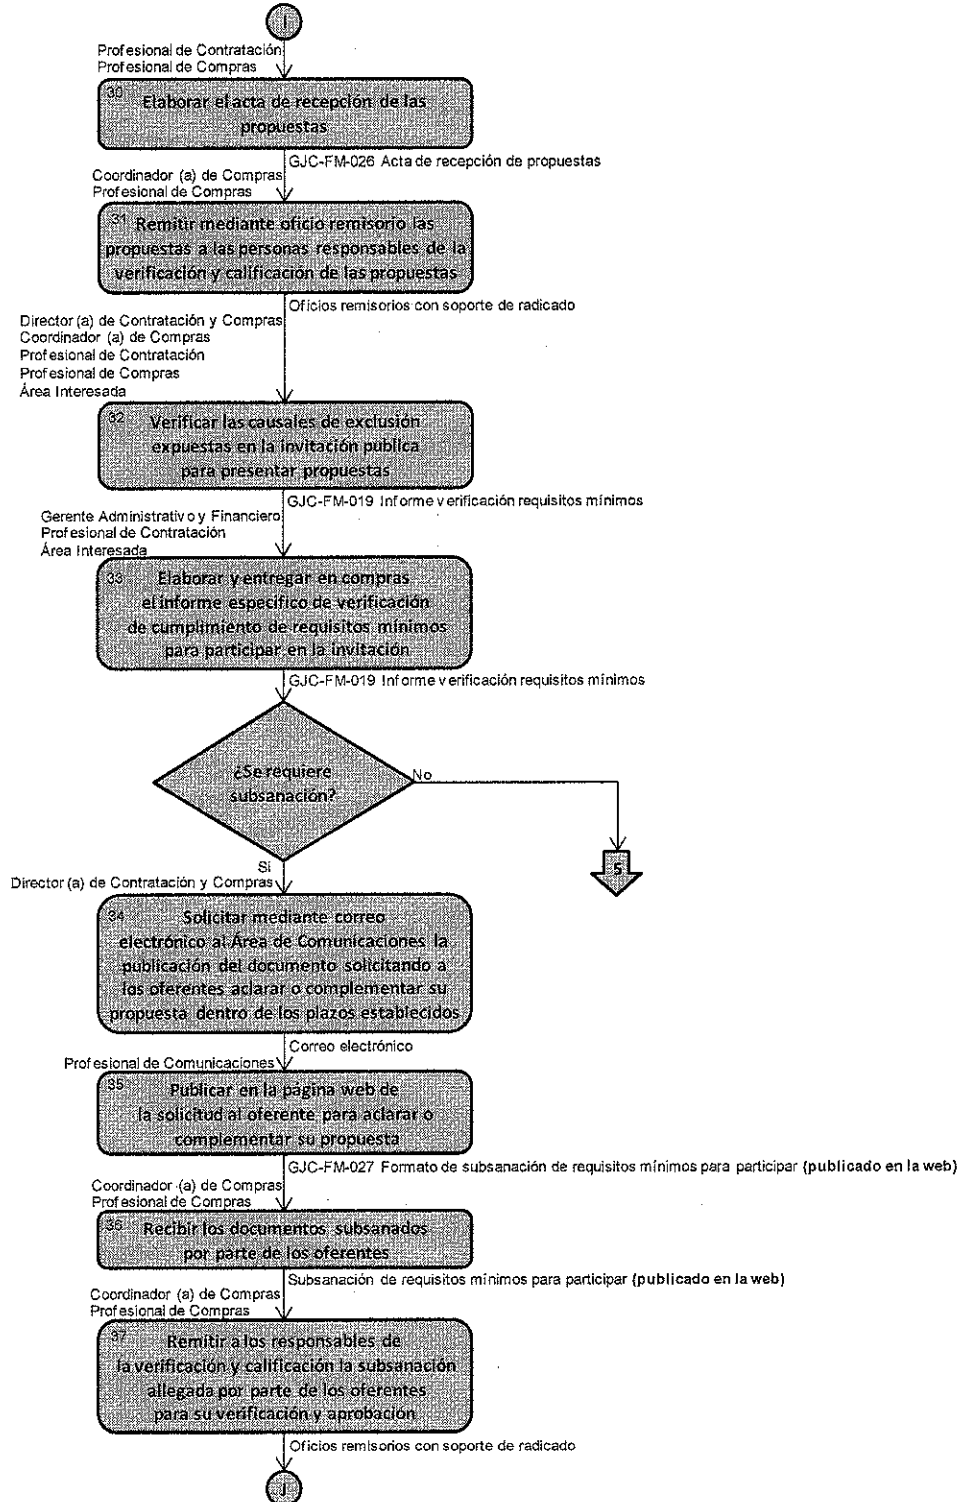 I
Profesional de Contratación
Profesional de Compras
30
Elaborar el acta de recepción de las
propuestas
GJC-FM-026 Acta de recepción de propuestas
Coordinador (a) de Compras
Profesional de Compras
31
Remitir mediante oficio remisorio las
propuestas a las personas responsables de la
verificación y calificación de las propuestas
Oficios remisorios con soporte de radicado
Director (a) de Contratación y Compras
Coordinador (a) de Compras
Profesional de Contratación
Profesional de Compras
Área Interesada
32
Verificar las causales de exclusión
expuestas en la invitación publica
para presentar propuestas
GJC-FM-019 Informe verificación requisitos mínimos
Gerente Administrativo y Financiero
Profesional de Contratación
Área Interesada
33
Elaborar y entregar en compras
el informe especifico de verificación
de cumplimiento de requisitos mínimos
para participar en la invitación
GJC-FM-019 Informe verificación requisitos mínimos
¿Se requiere
subsanación?
No
5
Si
Director (a) de Contratación y Compras
34
Solicitar mediante correo
electrónico al Área de Comunicaciones la
publicación del documento solicitando a
los oferentes aclarar o complementar su
propuesta dentro de los plazos establecidos
Correo electrónico
Profesional de Comunicaciones
35
Publicar en la página web de
la solicitud al oferente para aclarar o
complementar su propuesta
GJC-FM-027 Formato de subsanación de requisitos mínimos para participar (publicado en la web)
Coordinador (a) de Compras
Profesional de Compras
36
Recibir los documentos subsanados
por parte de los oferentes
Subsanación de requisitos mínimos para participar (publicado en la web)
Coordinador (a) de Compras
Profesional de Compras
37
Remitir a los responsables de
la verificación y calificación la subsanación
allegada por parte de los oferentes
para su verificación y aprobación
Oficios remisorios con soporte de radicado
J